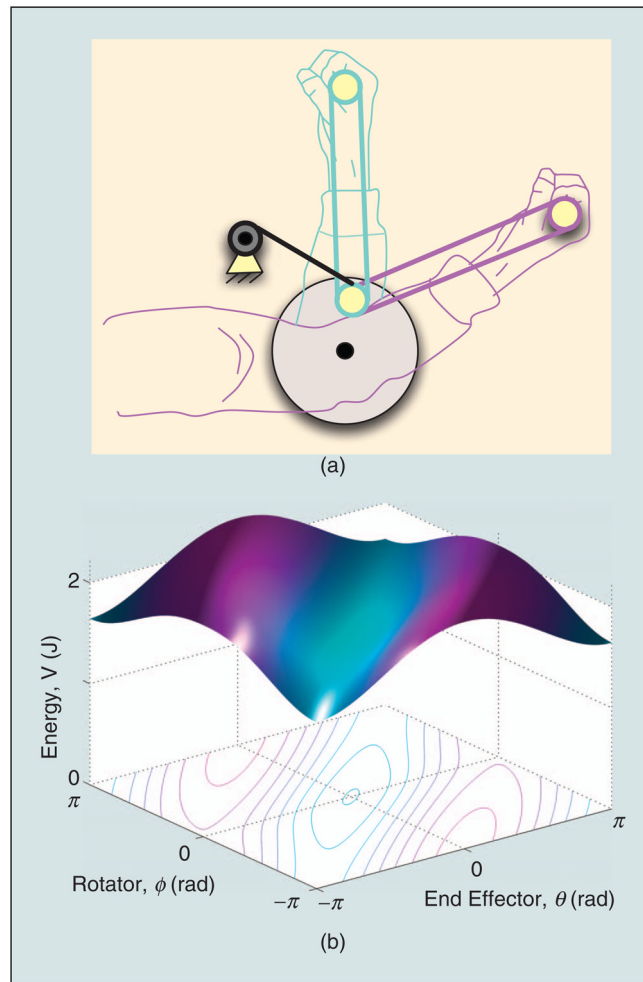 (a)
2
Energy, V (J)
0
π
0
Rotator, ϕ (rad)
−π
−π
0
End Effector, θ (rad)
π
(b)